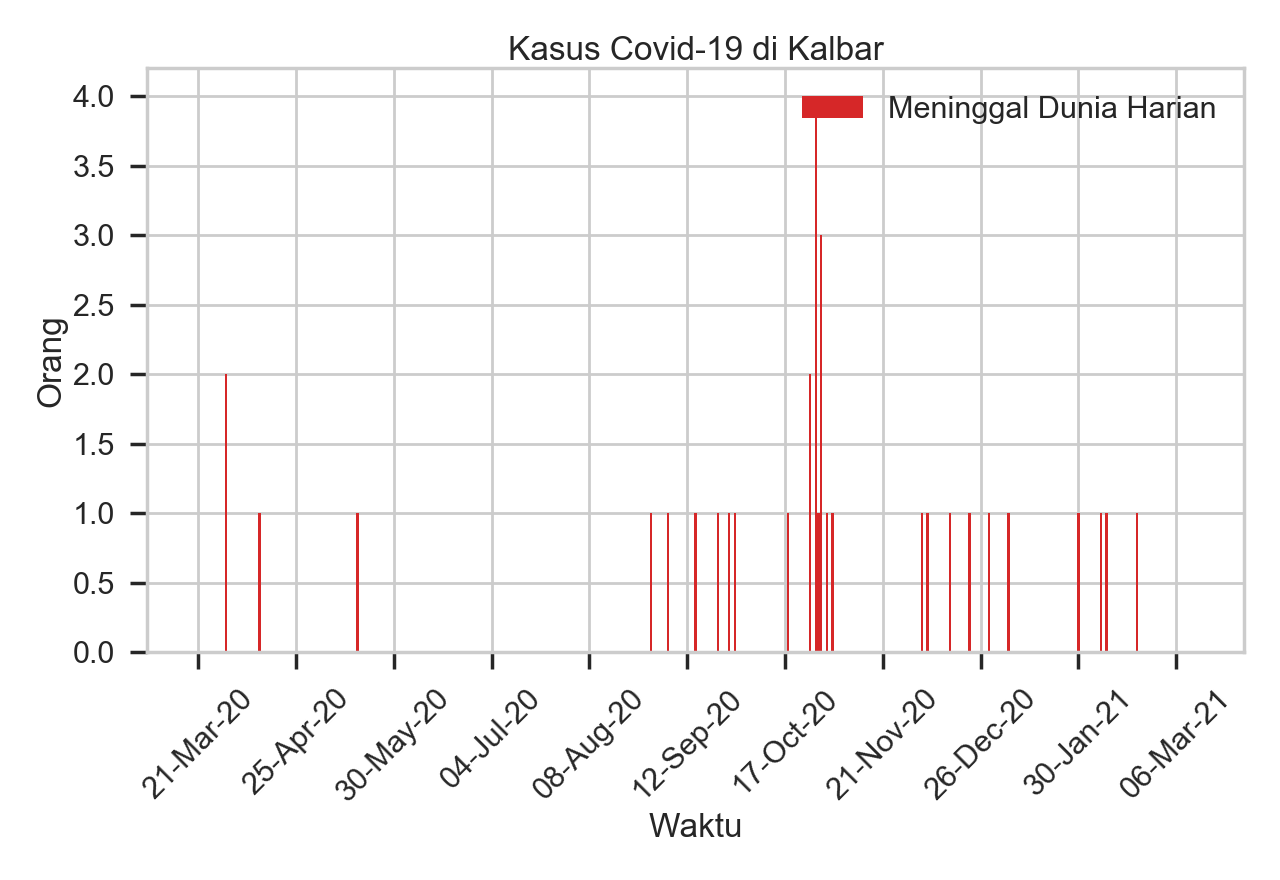 Kasus Covid-19 di Kalbar
Meninggal Dunia Harian
4.0
3.5
3.0
2.5
2.0
1.5
1.0
0.5
0.0
Orang
21-Mar-20
25-Apr-20
30-May-20
04-Jul-20
08-Aug-20
12-Sep-20
17-Oct-20
21-Nov-20
26-Dec-20
30-Jan-21
06-Mar-21
Waktu